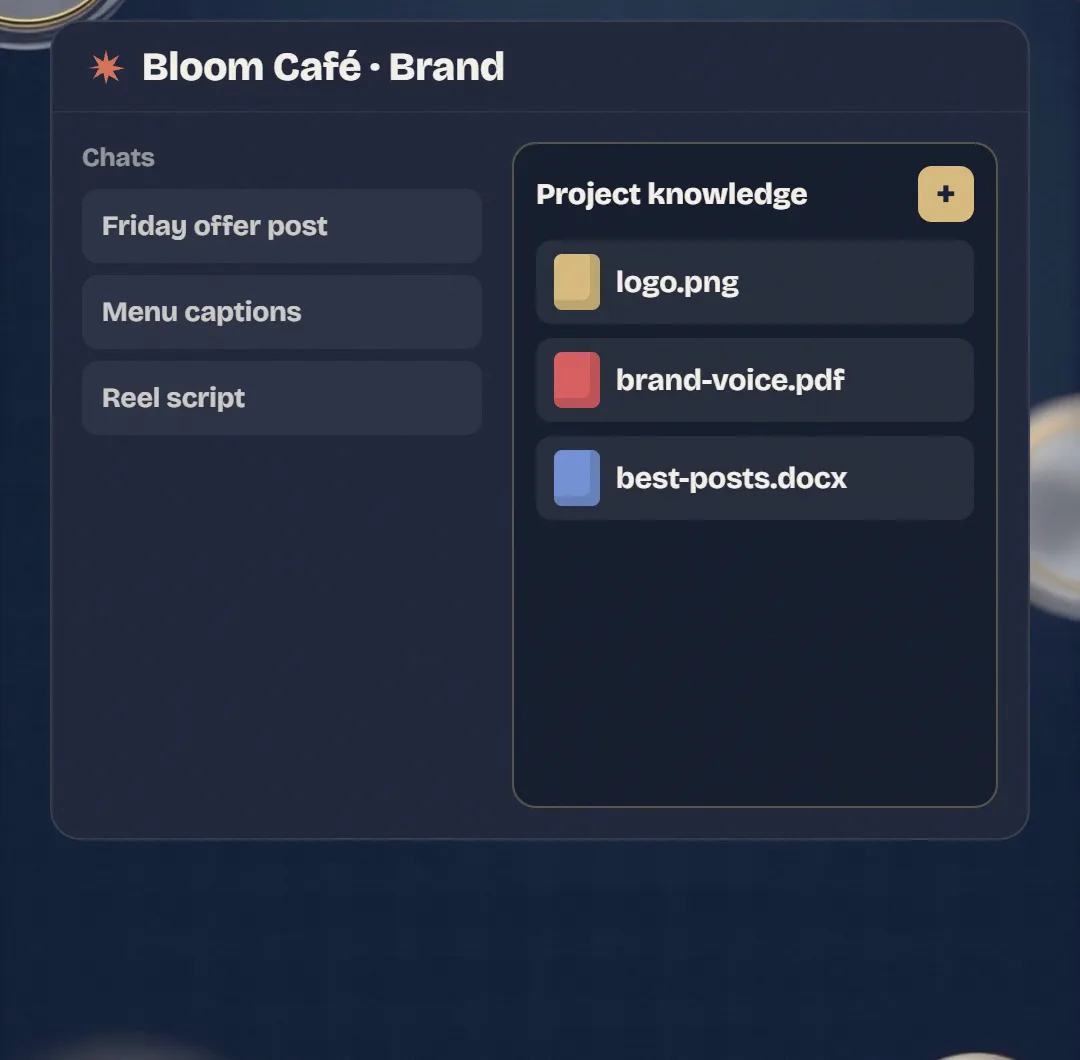 Bloom Café · Brand
Chats
Friday offer post
Menu captions
Reel script
Project knowledge
+
logo.png
brand-voice.pdf
best-posts.docx